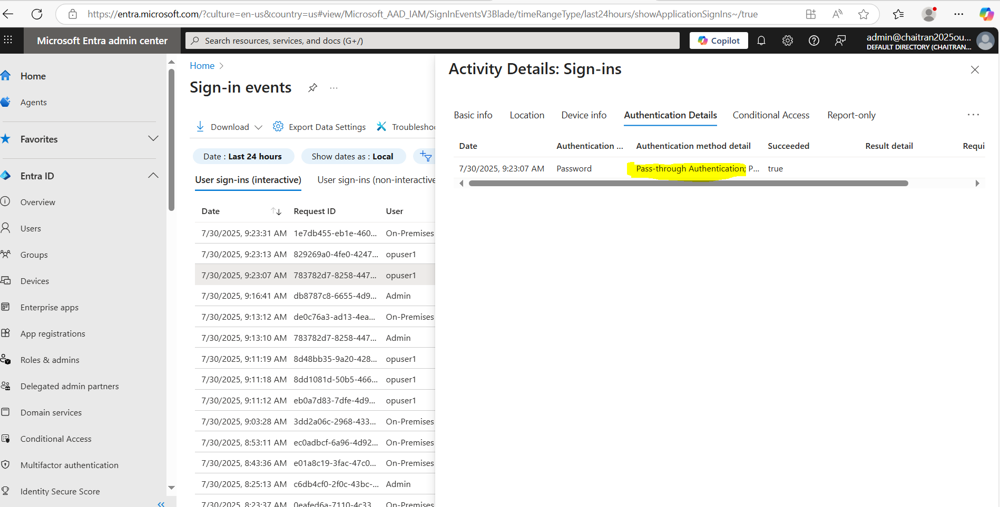 https://entra.microsoft.com/?culture=en-us&country=us#view/Microsoft_AAD_IAM/SignInEventsV3Blade/timeRangeType/last24hours/showApplicationSignIns~/true
Microsoft Entra admin center
Search resources, services, and docs (G+/)
Copilot
admin@chaitran2025ou...
DEFAULT DIRECTORY (CHAITRAN...
Home
Agents
Favorites
Entra ID
Overview
Users
Groups
Devices
Enterprise apps
App registrations
Roles & admins
Delegated admin partners
Domain services
Conditional Access
Multifactor authentication
Identity Secure Score
Home
Sign-in events
Download
Export Data Settings
Troubleshoo
Date : Last 24 hours
Show dates as : Local
User sign-ins (interactive)
User sign-ins (non-interactive
Date Request ID User
7/30/2025, 9:23:31 AM 1e7db455-eb1e-460... On-Premises
7/30/2025, 9:23:13 AM 829269a0-4fe0-4247... opuser1
7/30/2025, 9:23:07 AM 783782d7-8258-447... opuser1
7/30/2025, 9:16:41 AM db8787c8-6655-4d9... Admin
7/30/2025, 9:13:12 AM de0c76a3-ad13-4ea... On-Premises
7/30/2025, 9:13:10 AM 783782d7-8258-447... Admin
7/30/2025, 9:11:19 AM 8d48bb35-9a20-428... opuser1
7/30/2025, 9:11:18 AM 8dd1081d-50b5-466... opuser1
7/30/2025, 9:11:12 AM eb0a7d83-7dfe-4d9... opuser1
7/30/2025, 9:03:28 AM 3dd2a06c-2968-433... On-Premises
7/30/2025, 8:53:11 AM ec0adbcf-6a96-4d92... On-Premises
7/30/2025, 8:43:36 AM e01a8c19-3fac-47c0... On-Premises
7/30/2025, 8:25:13 AM c6db4cf0-2f0c-43bc-... Admin
7/30/2025, 8:23:37 AM 0eafed6a-7110-4c33 On-Premises
Activity Details: Sign-ins
Basic info
Location
Device info
Authentication Details
Conditional Access
Report-only
Date Authentication ... Authentication method detail Succeeded Result detail Requi
7/30/2025, 9:23:07 AM Password Pass-through Authentication; P... true